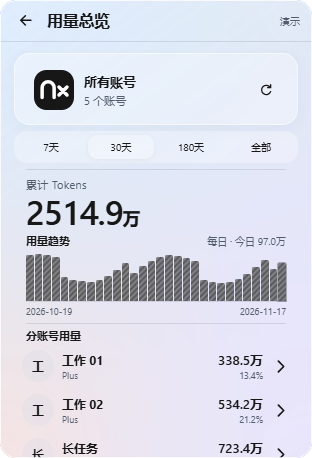 用量总览
演示
所有账号
5 个账号
7天
30天
180天
全部
累计 Tokens
2514.9万
用量趋势
每日 · 今日 97.0万
2026-10-19
2026-11-17
分账号用量
工
工作 01
Plus
338.5万
13.4%
工
工作 02
Plus
534.2万
21.2%
长
长任务
723.4万